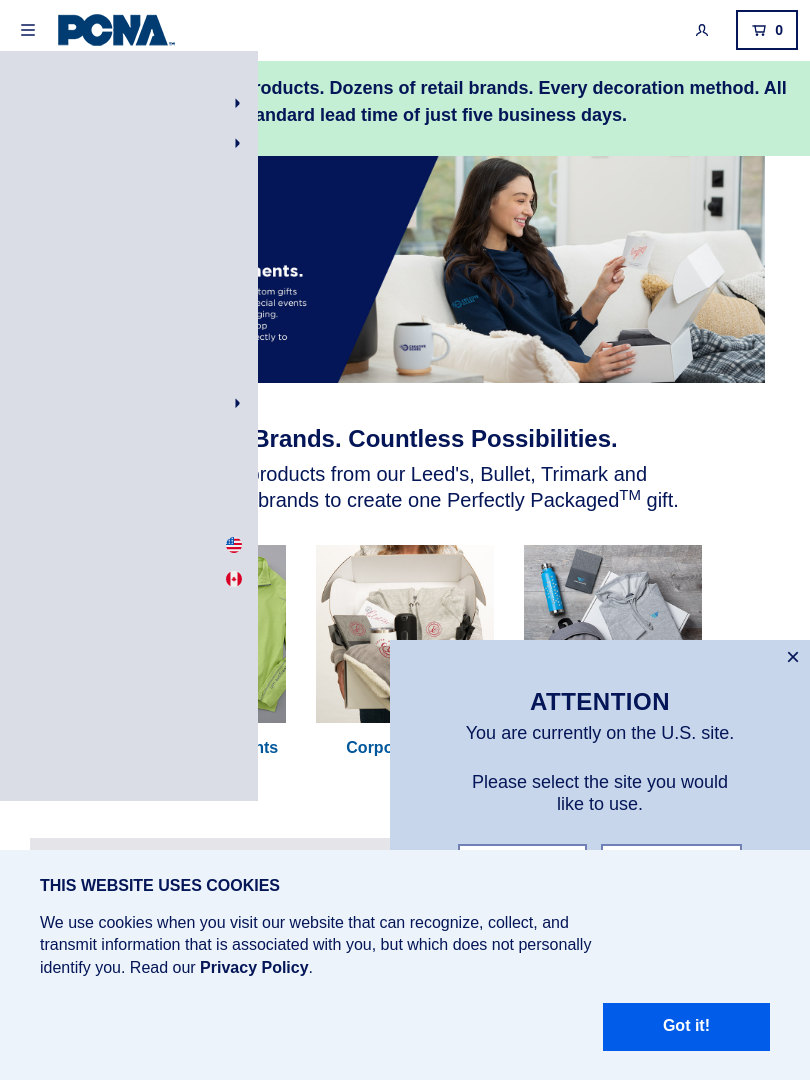 PCNA
0
roducts. Dozens of retail brands. Every decoration method. All
andard lead time of just five business days.
ments.
tom gifts
ecial events
ging.
op
ectly to
Brands. Countless Possibilities.
products from our Leed's, Bullet, Trimark and
brands to create one Perfectly Packaged™ gift.
nts
Corpo
ATTENTION
You are currently on the U.S. site.
Please select the site you would
like to use.
THIS WEBSITE USES COOKIES
We use cookies when you visit our website that can recognize, collect, and
transmit information that is associated with you, but which does not personally
identify you. Read our Privacy Policy.
Got it!